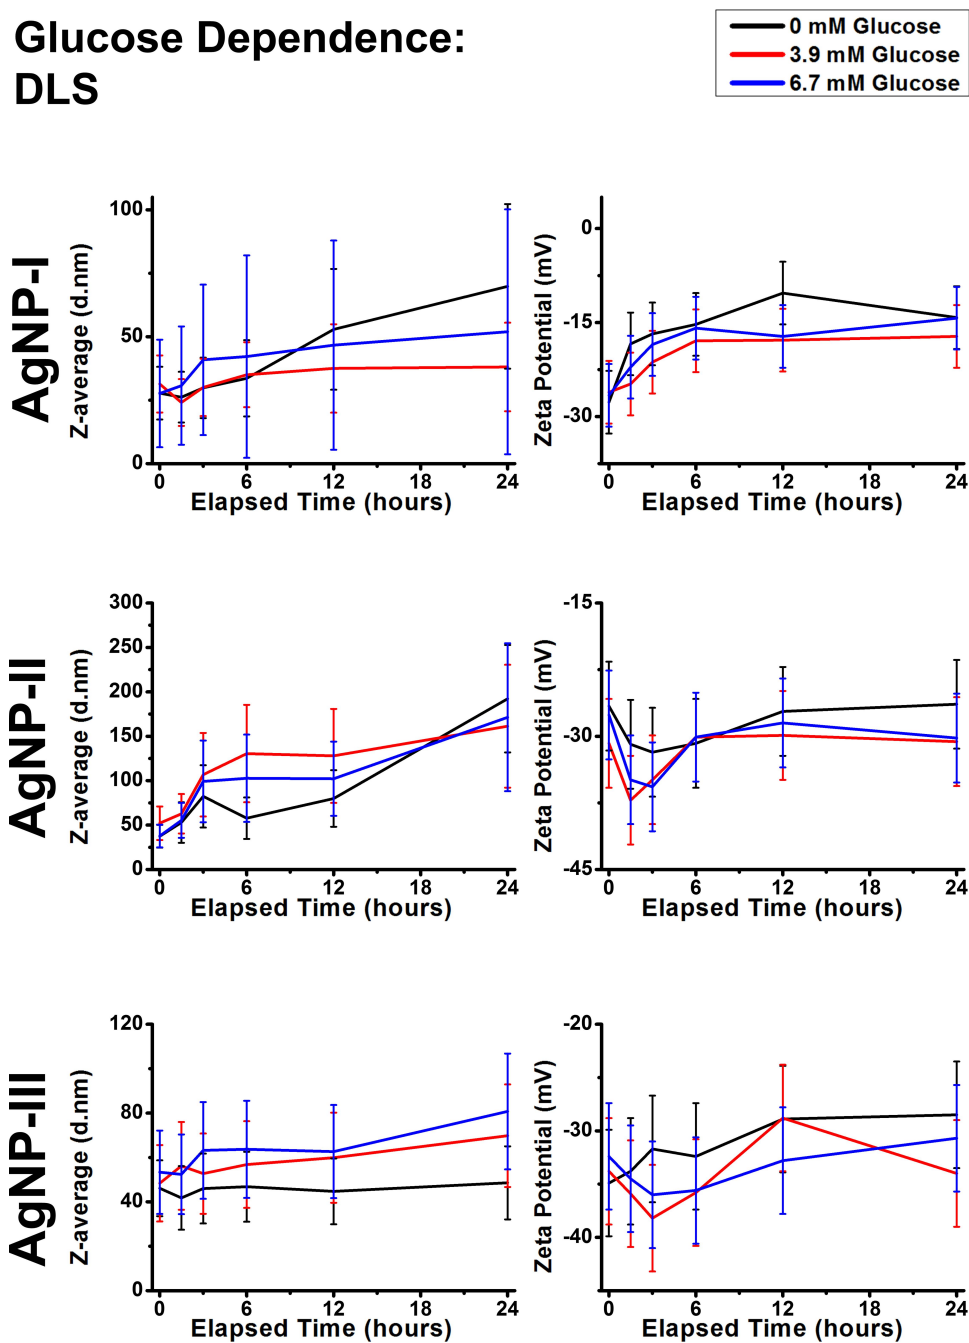 Glucose Dependence:
DLS
0 mM Glucose
3.9 mM Glucose
6.7 mM Glucose
AgNP-I
Z-average (d.nm)
100
50
0
0 6 12 18 24
Elapsed Time (hours)
Zeta Potential (mV)
0
-15
-30
0 6 12 18 24
Elapsed Time (hours)
AgNP-II
Z-average (d.nm)
300
250
200
150
100
50
0
0 6 12 18 24
Elapsed Time (hours)
Zeta Potential (mV)
-15
-30
-45
0 6 12 18 24
Elapsed Time (hours)
AgNP-III
Z-average (d.nm)
120
80
40
0
0 6 12 18 24
Elapsed Time (hours)
Zeta Potential (mV)
-20
-30
-40
0 6 12 18 24
Elapsed Time (hours)